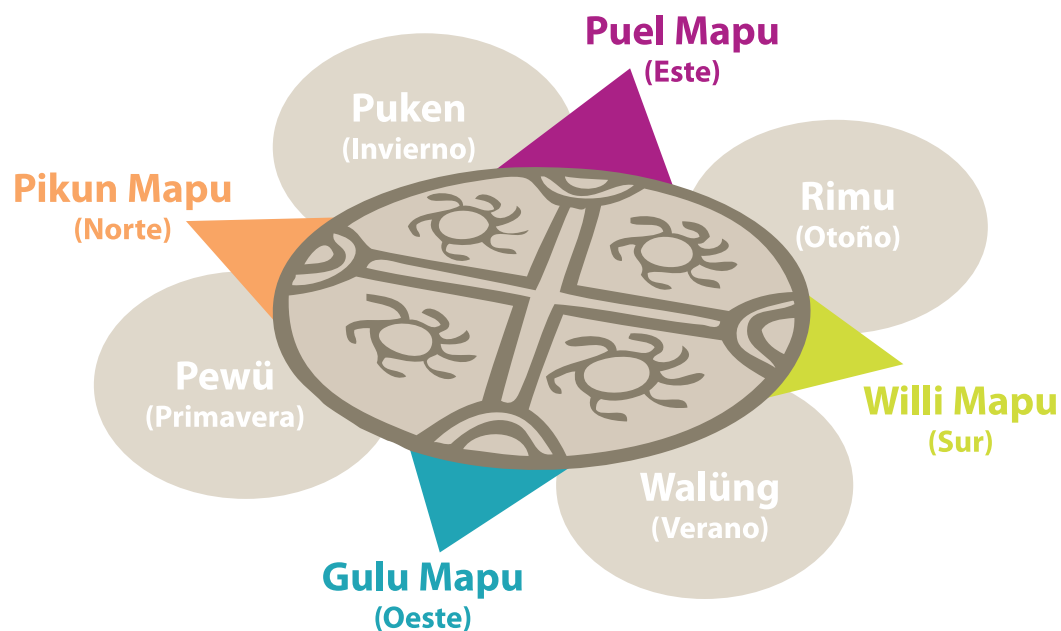 Puel Mapu
(Este)
Puken
(Invierno)
Rimu
(Otoño)
Pikun Mapu
(Norte)
Pewü
(Primavera)
Willi Mapu
(Sur)
Walüng
(Verano)
Gulu Mapu
(Oeste)